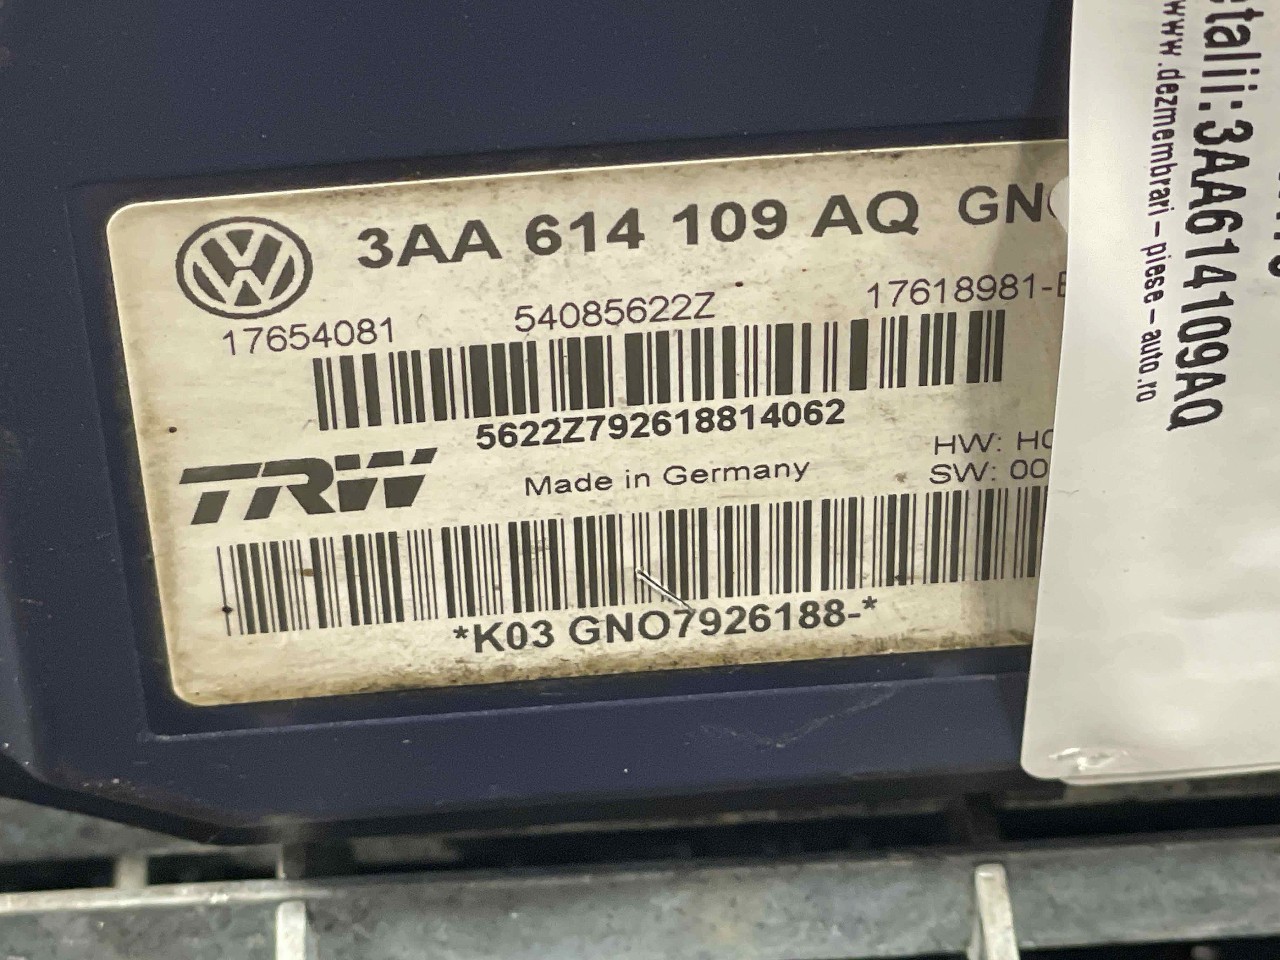 3AA 614 109 AQ GN
17654081 54085622Z 17618981-
5622Z792618814062
TRW
Made in Germany
HW: H
SW: 00
*K03 GNO7926188-*
talii:3AA614109AQ
www.dezmembrari-piese-auto.ro